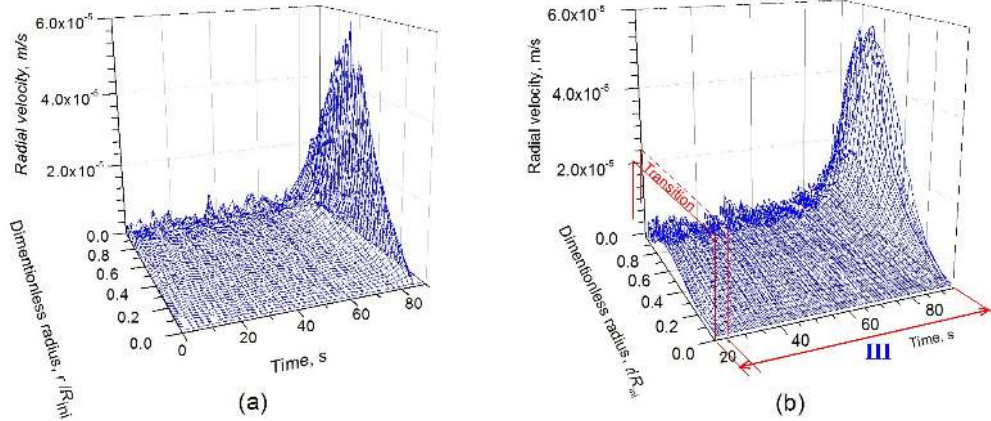 6.0x10⁻⁵
4.0x10⁻⁵
2.0x10⁻⁵
0.0
Radial velocity, m/s
0.8
0.6
0.4
0.2
0.0
Dimentionless radius, r/Rini
0
20
40
60
80
Time, s
(a)
6.0x10⁻⁵
4.0x10⁻⁵
2.0x10⁻⁵
0.0
Radial velocity, m/s
Transition
0.8
0.6
0.4
0.2
0.0
Dimentionless radius, r/Rini
20
40
60
80
Time, s
III
(b)